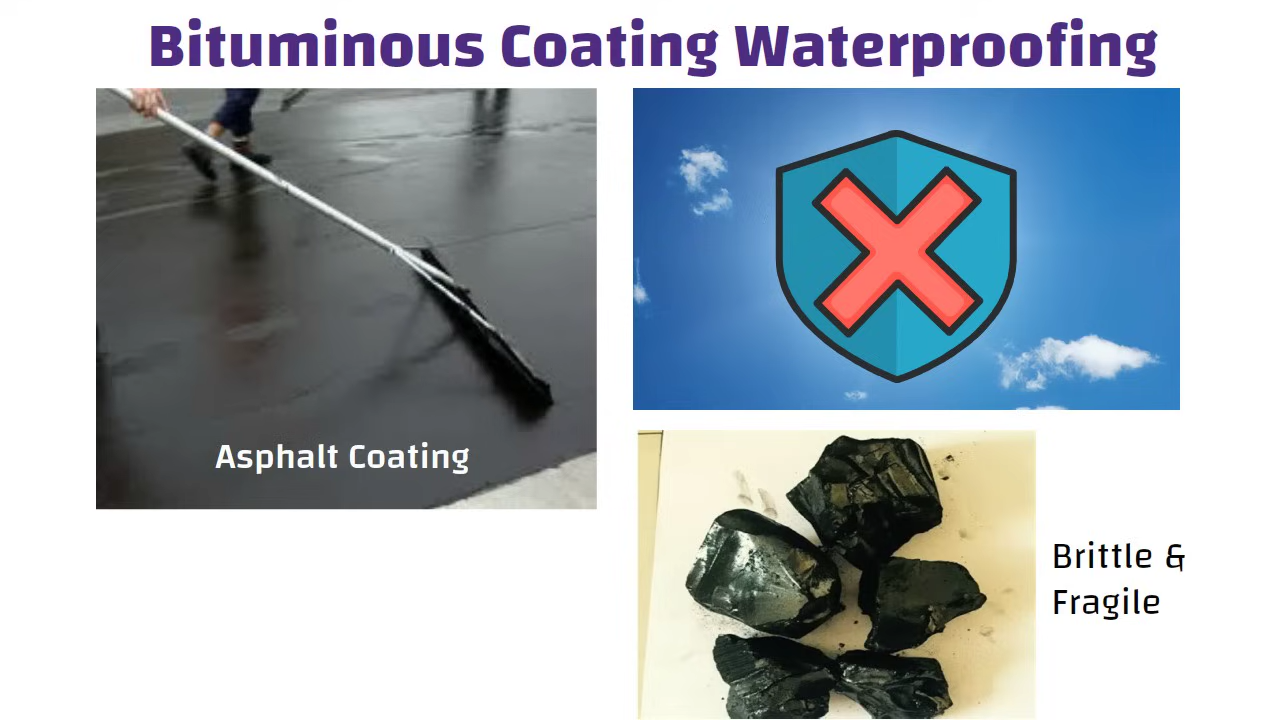 Bituminous Coating Waterproofing
Asphalt Coating
Brittle &
Fragile